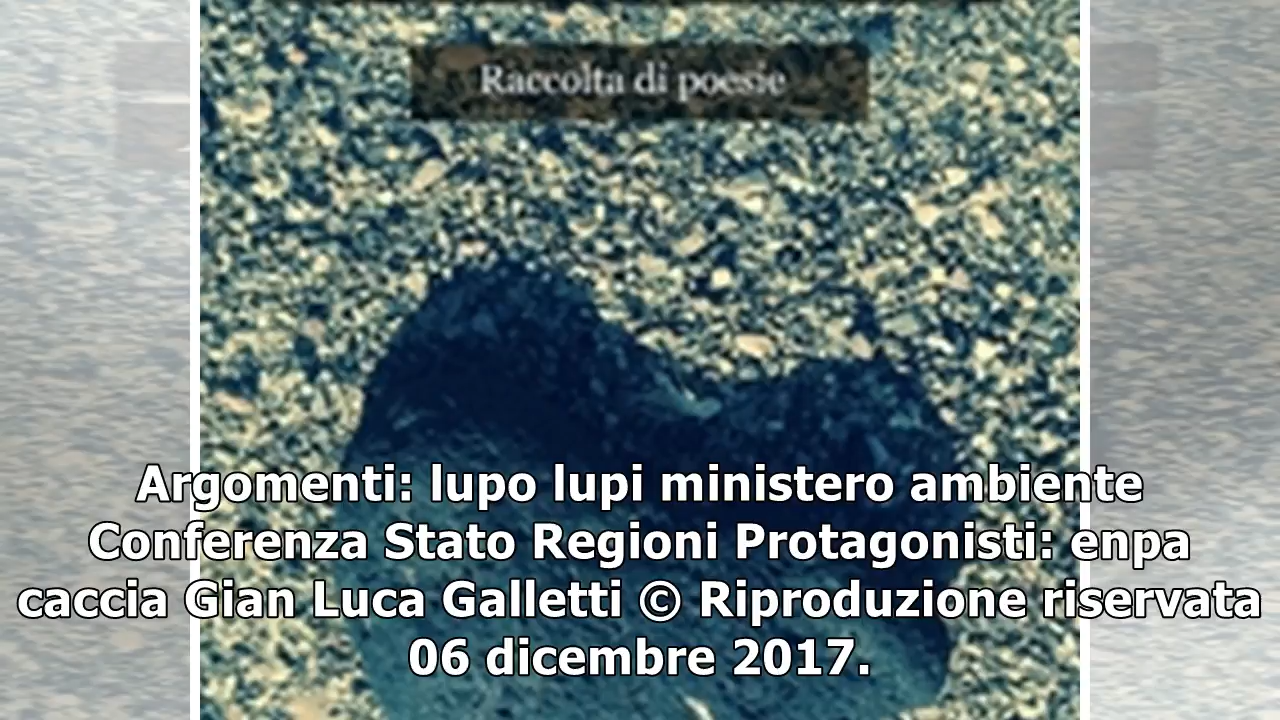 Raccolta di poesie
Argomenti: lupo lupi ministero ambiente
Conferenza Stato Regioni Protagonisti: enpa
caccia Gian Luca Galletti © Riproduzione riservata
06 dicembre 2017.